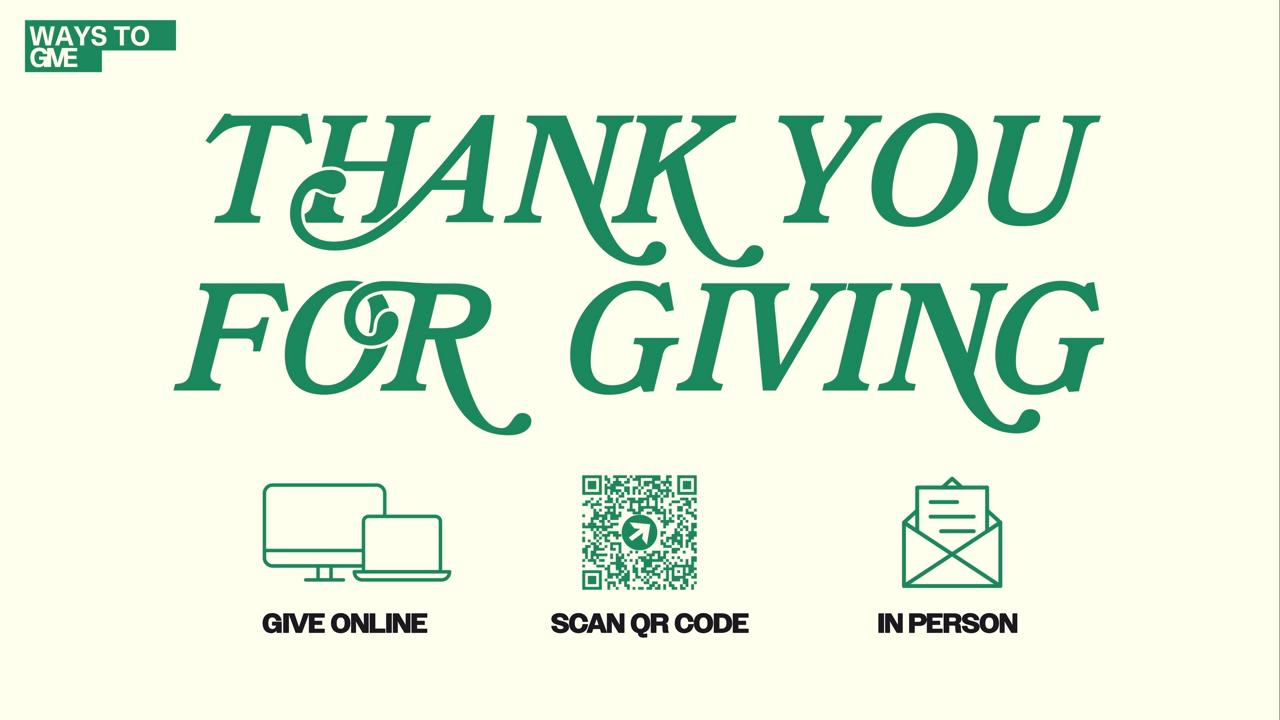 WAYS TO
GIVE
THANK YOU
FOR GIVING
GIVE ONLINE
SCAN QR CODE
IN PERSON